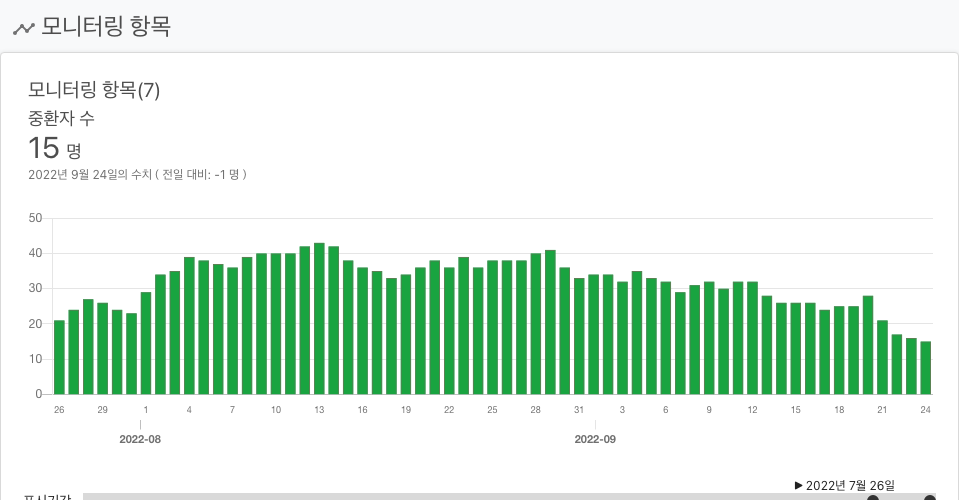 모니터링 항목
모니터링 항목(7)
중환자 수
15 명
2022년 9월 24일의 수치 ( 전일 대비: -1 명 )
50
40
30
20
10
0
26 29 1 4 7 10 13 16 19 22 25 28 31 3 6 9 12 15 18 21 24
2022-08 2022-09
▶ 2022년 7월 26일
표시기간